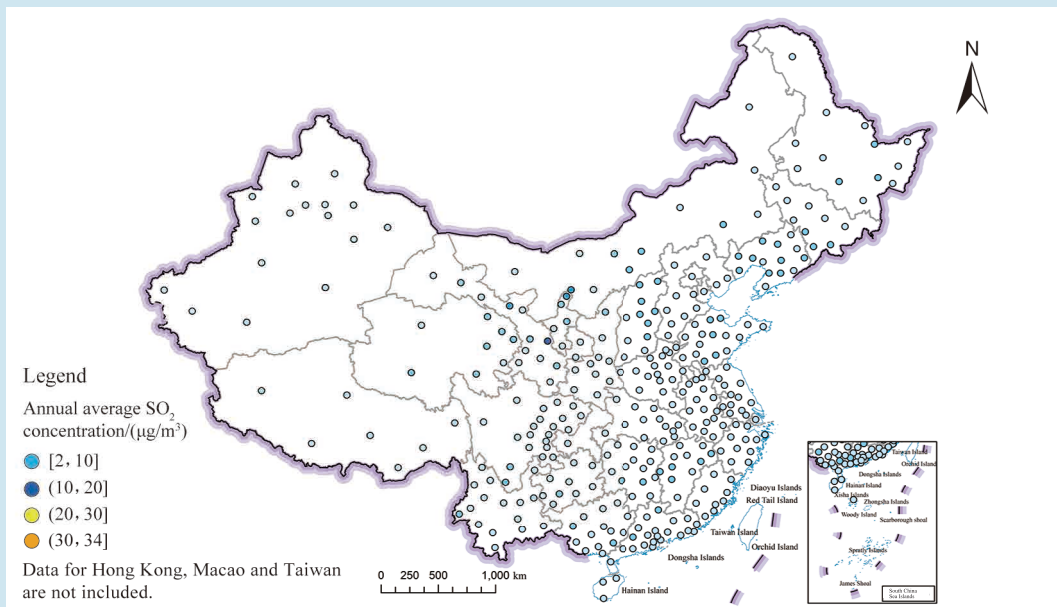 N
Legend
Annual average SO₂
concentration/(μg/m³)
[2, 10]
(10, 20]
(20, 30]
(30, 34]
Data for Hong Kong, Macao and Taiwan
are not included.
0 250 500 1,000 km
Hainan Island
Dongsha Islands
Diaoyu Islands
Red Tail Island
Taiwan Island
Orchid Island
Taiwan Island
Orchid Island
Dongsha Islands
Hainan Island
Xisha Islands
Zhongsha Islands
Woody Island
Scarborough shoal
Spratly Islands
James Shoal
South China
Sea Islands